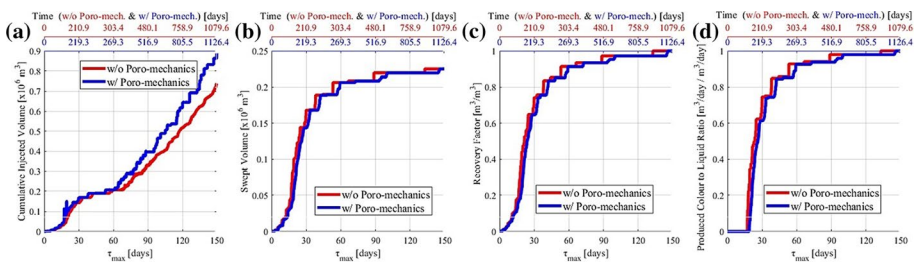 Time (w/o Poro-mech. & w/ Poro-mech.) [days]
0 210.9 303.4 480.1 758.9 1079.6
0 219.3 269.3 516.9 805.5 1126.4
(a)
Cumulative Injected Volume [x10⁶ m³]
0.9
0.8
0.7
0.6
0.5
0.4
0.3
0.2
0.1
0
w/o Poro-mechanics
w/ Poro-mechanics
0 30 60 90 120 150
τmax [days]
Time (w/o Poro-mech. & w/ Poro-mech.) [days]
0 210.9 303.4 480.1 758.9 1079.6
0 219.3 269.3 516.9 805.5 1126.4
(b)
Swept Volume [x10⁶ m³]
0.25
0.2
0.15
0.1
0.05
0
w/o Poro-mechanics
w/ Poro-mechanics
0 30 60 90 120 150
τmax [days]
Time (w/o Poro-mech. & w/ Poro-mech.) [days]
0 210.9 303.4 480.1 758.9 1079.6
0 219.3 269.3 516.9 805.5 1126.4
(c)
Recovery Factor [m³/m³]
1
0.8
0.6
0.4
0.2
0
w/o Poro-mechanics
w/ Poro-mechanics
0 30 60 90 120 150
τmax [days]
Time (w/o Poro-mech. & w/ Poro-mech.) [days]
0 210.9 303.4 480.1 758.9 1079.6
0 219.3 269.3 516.9 805.5 1126.4
(d)
Produced Colour to Liquid Ratio [m³/day / m³/day]
1
0.8
0.6
0.4
0.2
0
w/o Poro-mechanics
w/ Poro-mechanics
0 30 60 90 120 150
τmax [days]